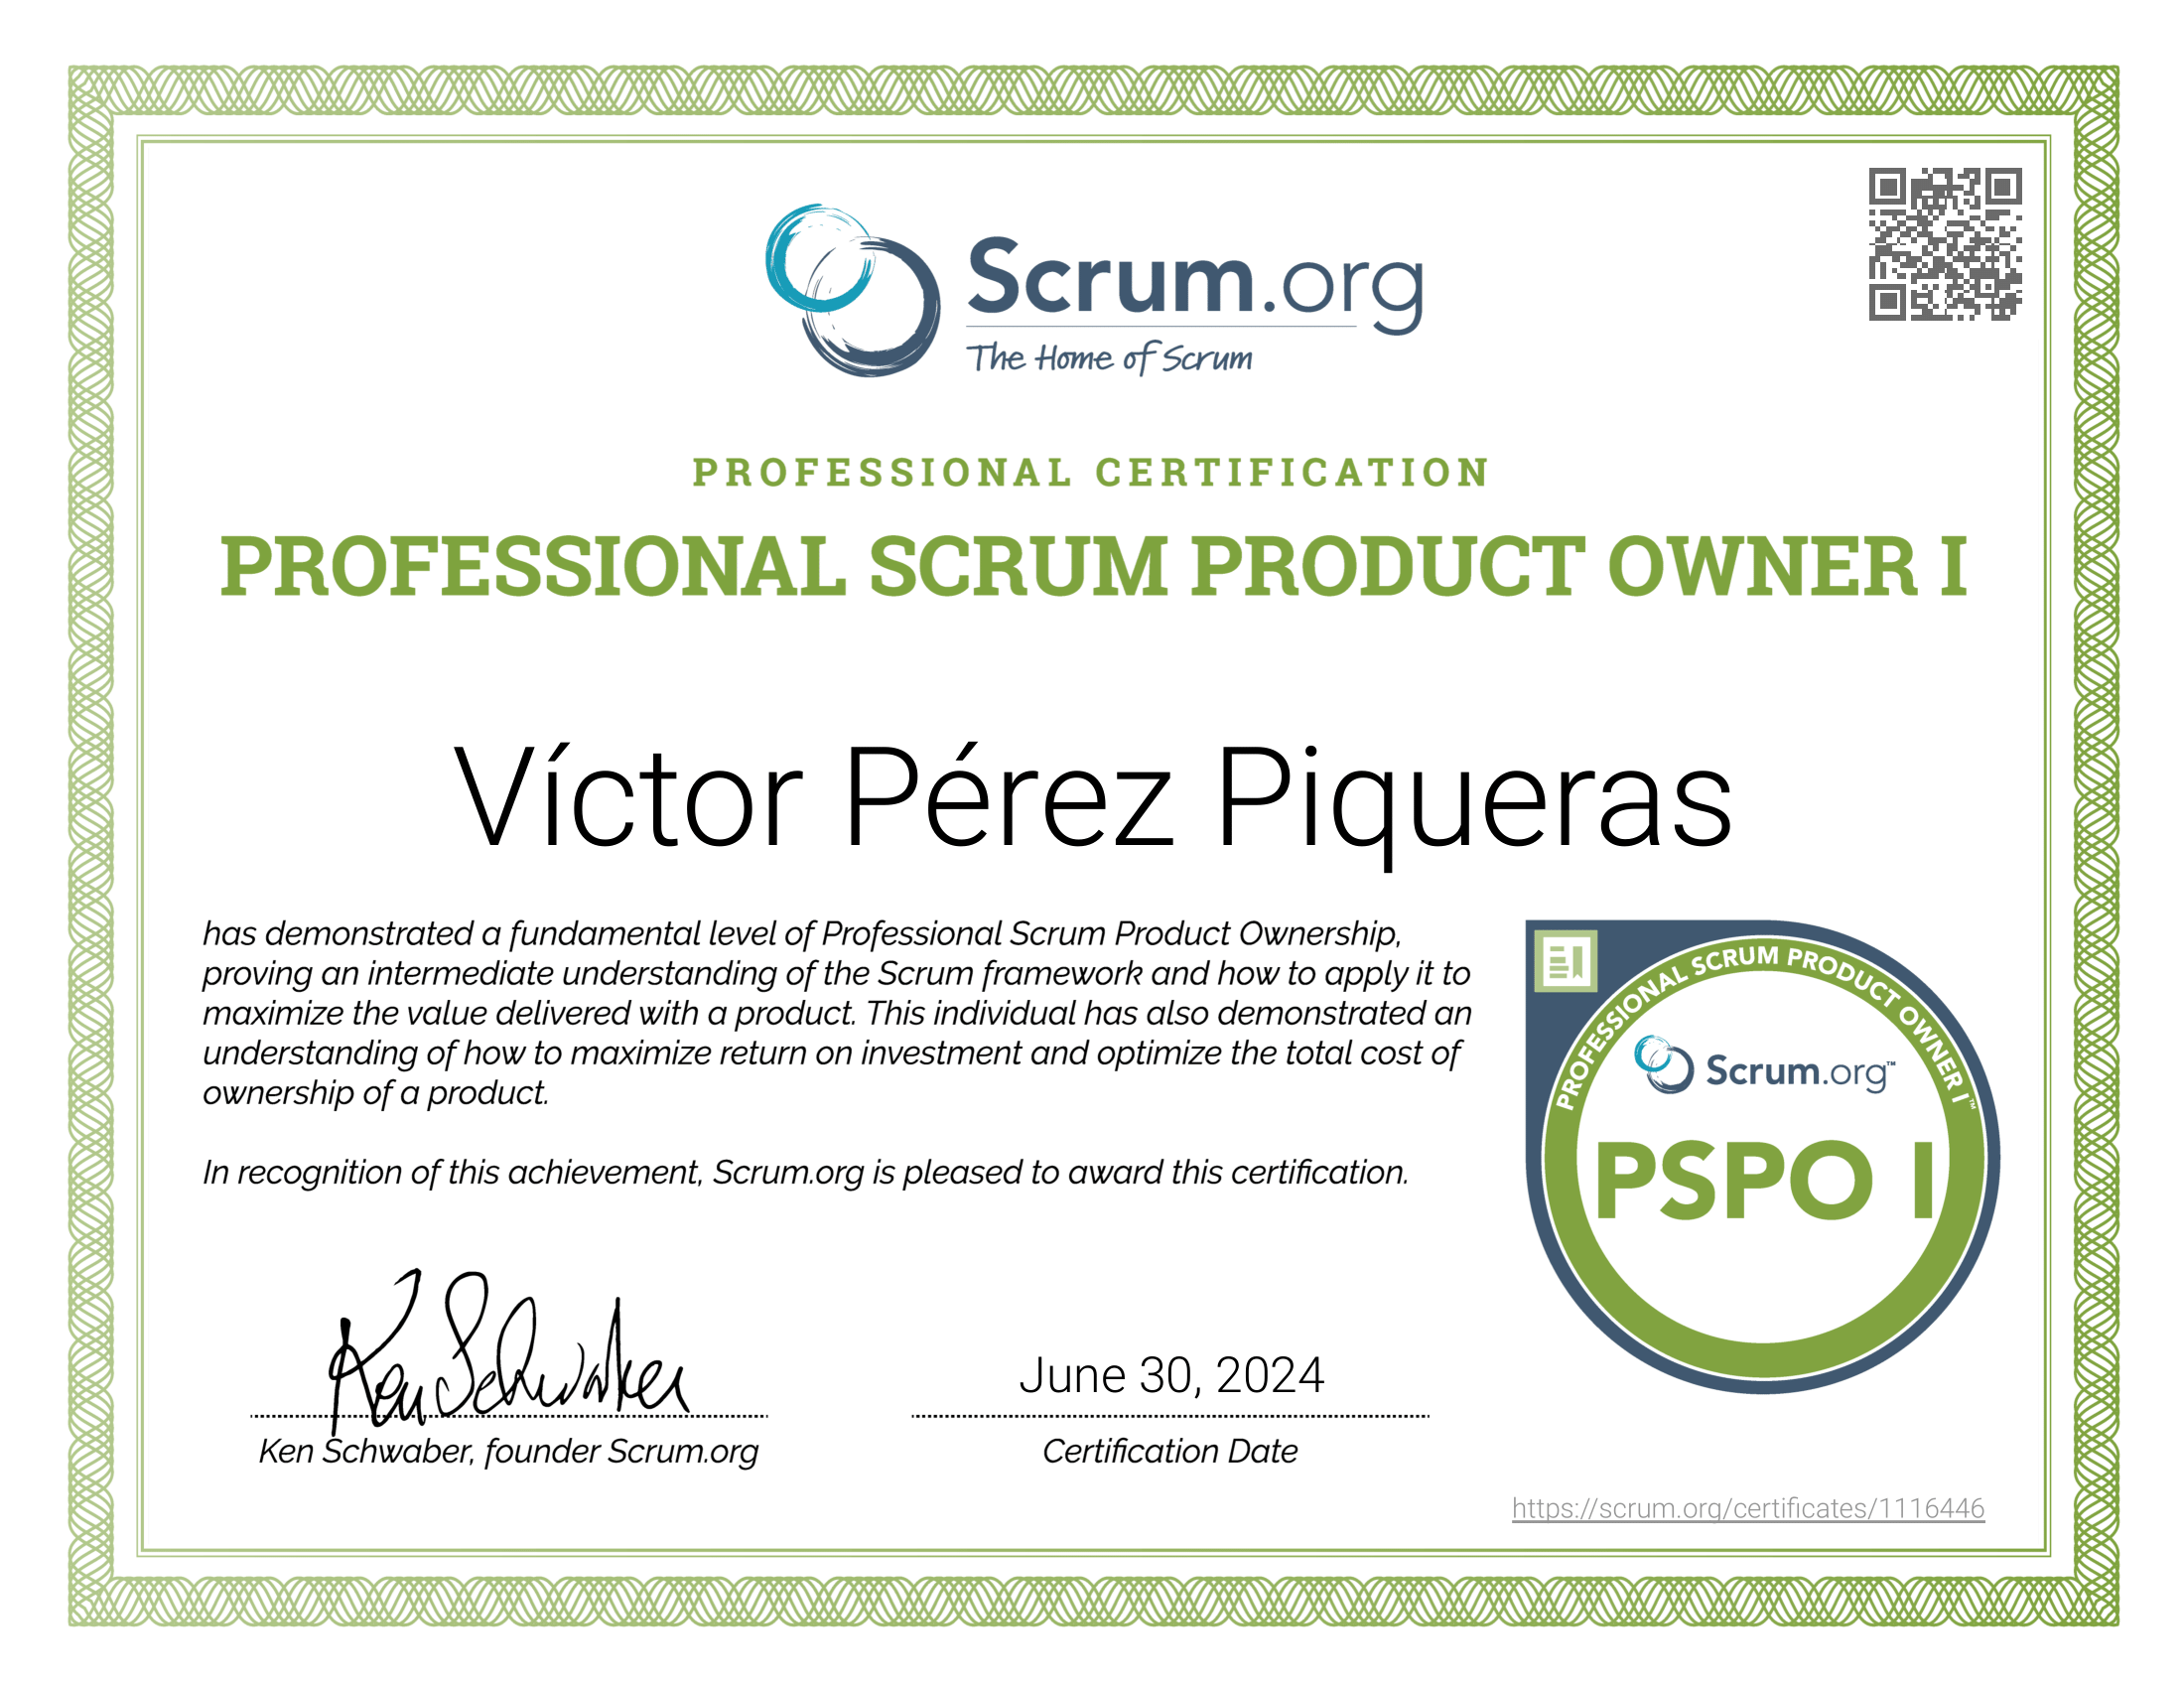 Scrum.org
The Home of Scrum
PROFESSIONAL CERTIFICATION
PROFESSIONAL SCRUM PRODUCT OWNER I
Víctor Pérez Piqueras
has demonstrated a fundamental level of Professional Scrum Product Ownership,
proving an intermediate understanding of the Scrum framework and how to apply it to
maximize the value delivered with a product. This individual has also demonstrated an
understanding of how to maximize return on investment and optimize the total cost of
ownership of a product.
In recognition of this achievement, Scrum.org is pleased to award this certification.
PROFESSIONAL SCRUM PRODUCT OWNER I™
Scrum.org™
PSPO I
Ken Schwaber
June 30, 2024
Ken Schwaber, founder Scrum.org
Certification Date
https://scrum.org/certificates/1116446